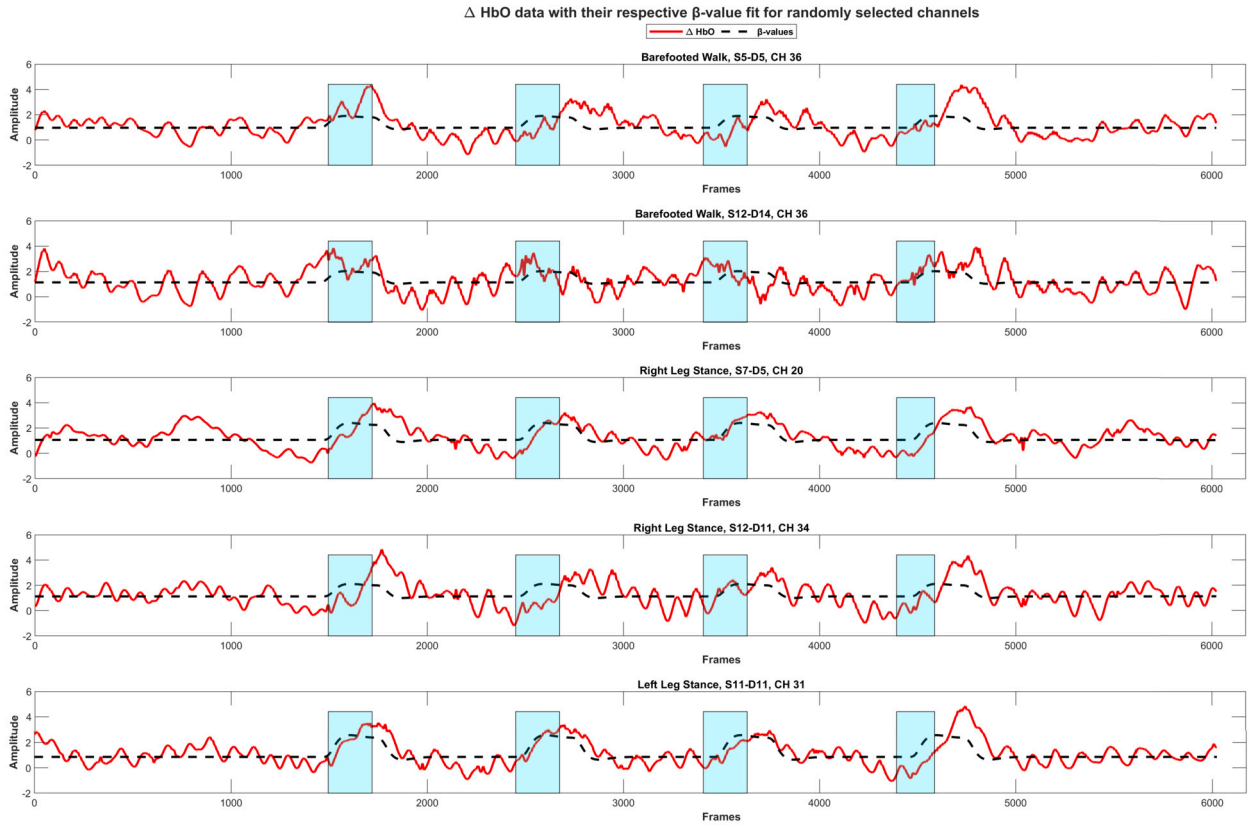 Δ HbO data with their respective β-value fit for randomly selected channels
Δ HbO β-values
Barefooted Walk, S5-D5, CH 36
Amplitude
6
4
2
0
-2
0 1000 2000 3000 4000 5000 6000
Frames
Barefooted Walk, S12-D14, CH 36
Amplitude
6
4
2
0
-2
0 1000 2000 3000 4000 5000 6000
Frames
Right Leg Stance, S7-D5, CH 20
Amplitude
6
4
2
0
-2
0 1000 2000 3000 4000 5000 6000
Frames
Right Leg Stance, S12-D11, CH 34
Amplitude
6
4
2
0
-2
0 1000 2000 3000 4000 5000 6000
Frames
Left Leg Stance, S11-D11, CH 31
Amplitude
6
4
2
0
-2
0 1000 2000 3000 4000 5000 6000
Frames